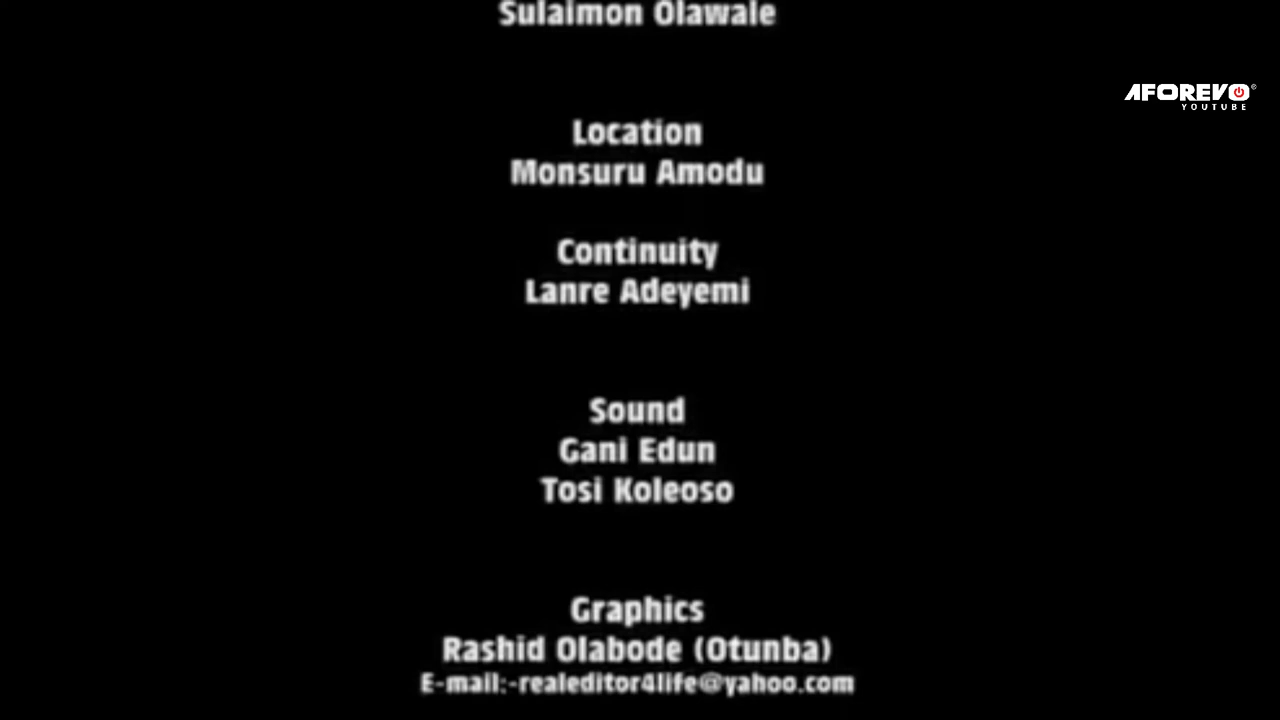 Sulaimon Olawale
AFOREVO
YOUTUBE
Location
Monsuru Amodu
Continuity
Lanre Adeyemi
Sound
Gani Edun
Tosi Koleoso
Graphics
Rashid Olabode (Otunba)
E-mail:-realeditor4life@yahoo.com